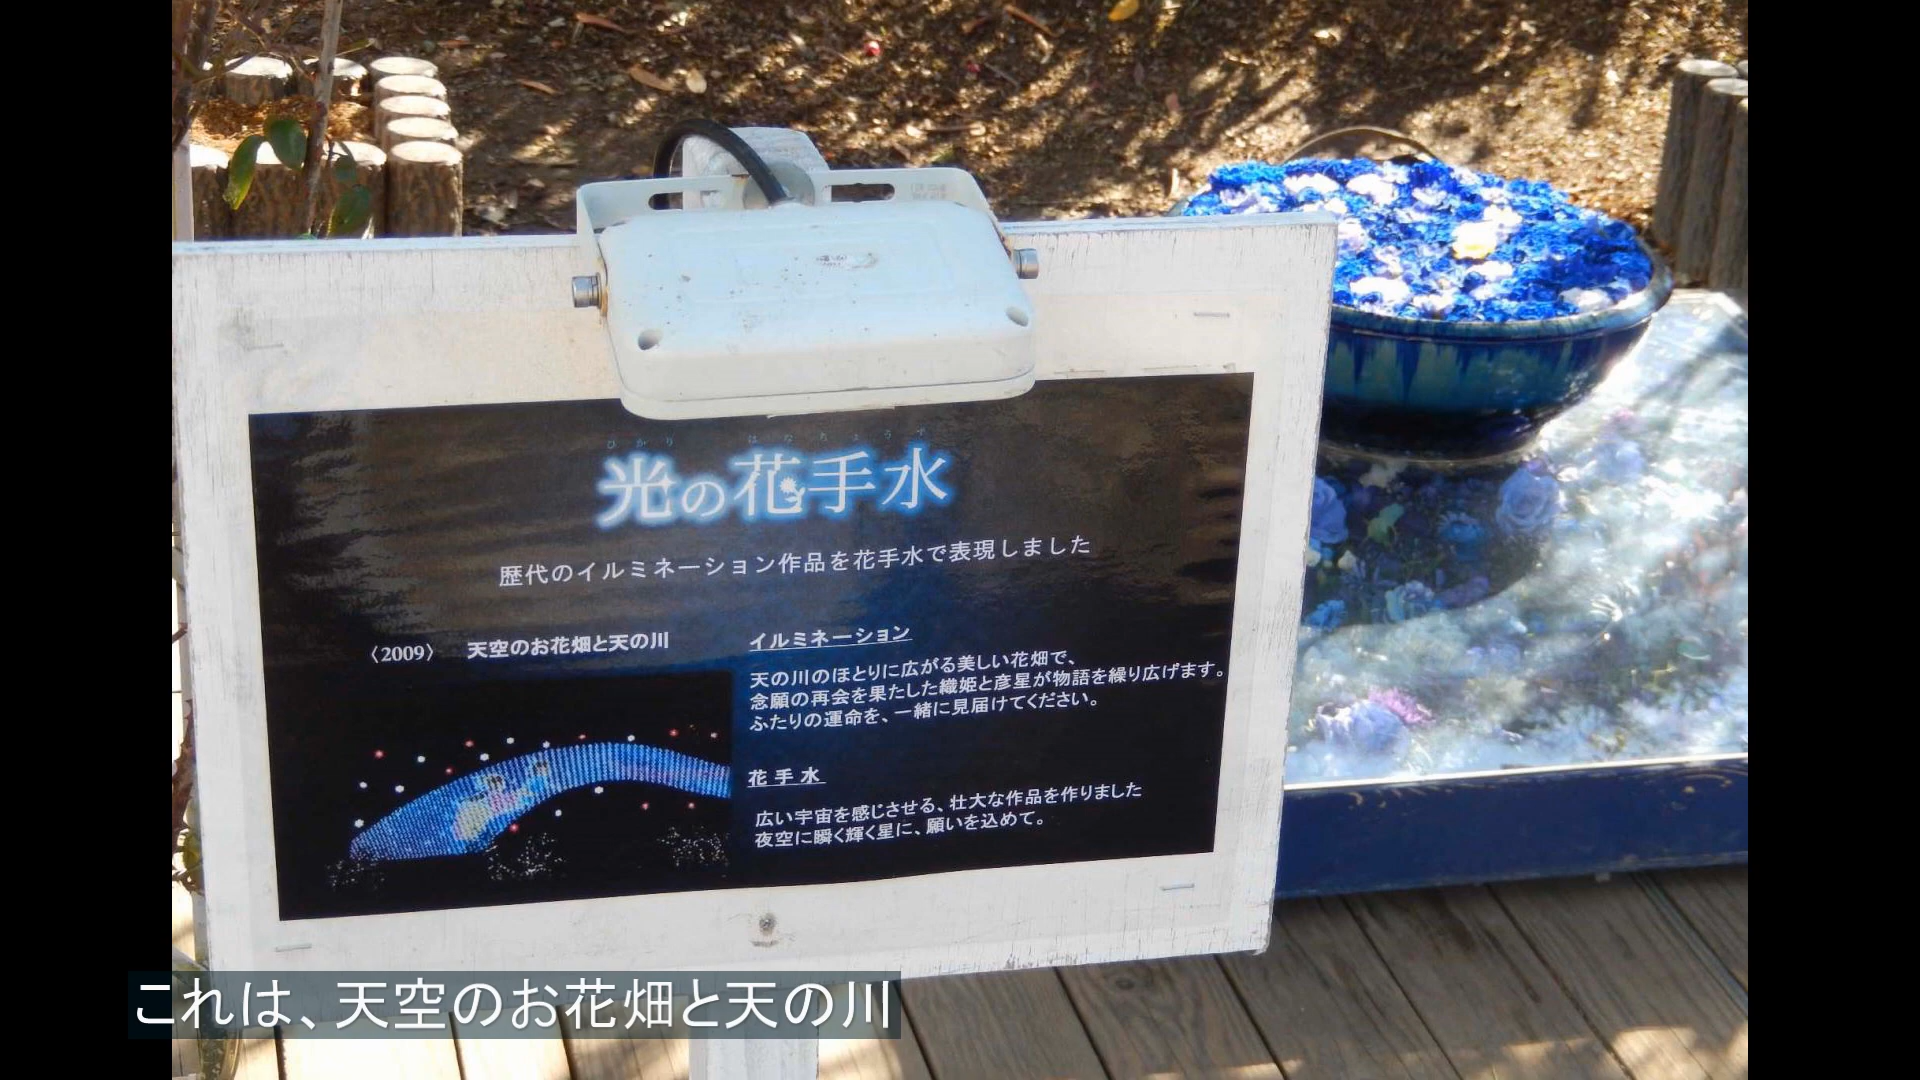 ひかり はなちょうず
光の花手水
歴代のイルミネーション作品を花手水で表現しました
〈2009〉 天空のお花畑と天の川
イルミネーション
天の川のほとりに広がる美しい花畑で、
念願の再会を果たした織姫と彦星が物語を繰り広げます。
ふたりの運命を、一緒に見届けてください。
花手水
広い宇宙を感じさせる、壮大な作品を作りました
夜空に瞬く輝く星に、願いを込めて。
これは、天空のお花畑と天の川